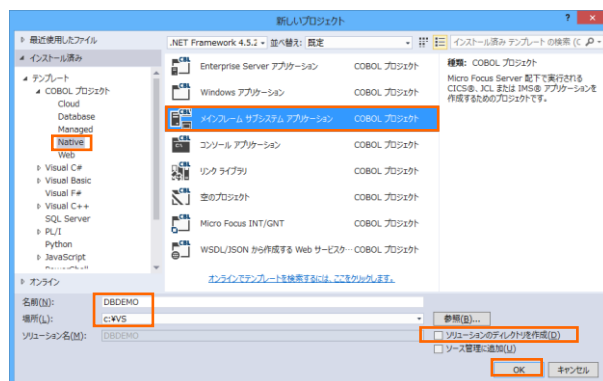 新しいプロジェクト
? ×
▷ 最近使用したファイル
.NET Framework 4.5.2 並べ替え: 既定
インストール済み テンプレート の検索 (C
◢ インストール済み
◢ テンプレート
◢ COBOL プロジェクト
Cloud
Database
Managed
Native
Web
▷ Visual C#
▷ Visual Basic
Visual F#
▷ Visual C++
SQL Server
▷ PL/I
Python
▷ JavaScript
PowerShell
▷ オンライン
Enterprise Server アプリケーション COBOL プロジェクト
Windows アプリケーション COBOL プロジェクト
メインフレーム サブシステム アプリケーション COBOL プロジェクト
コンソール アプリケーション COBOL プロジェクト
リンク ライブラリ COBOL プロジェクト
空のプロジェクト COBOL プロジェクト
Micro Focus INT/GNT COBOL プロジェクト
WSDL/JSON から作成する Web サービスク… COBOL プロジェクト
オンラインでテンプレートを検索するには、ここをクリックします。
種類: COBOL プロジェクト
Micro Focus Server 配下で実行される
CICS®、JCL または IMS® アプリケーションを
作成するためのプロジェクトです。
名前(N): DBDEMO
場所(L): c:¥VS 参照(B)...
ソリューション名(M): DBDEMO
ソリューションのディレクトリを作成(D)
ソース管理に追加(U)
OK キャンセル